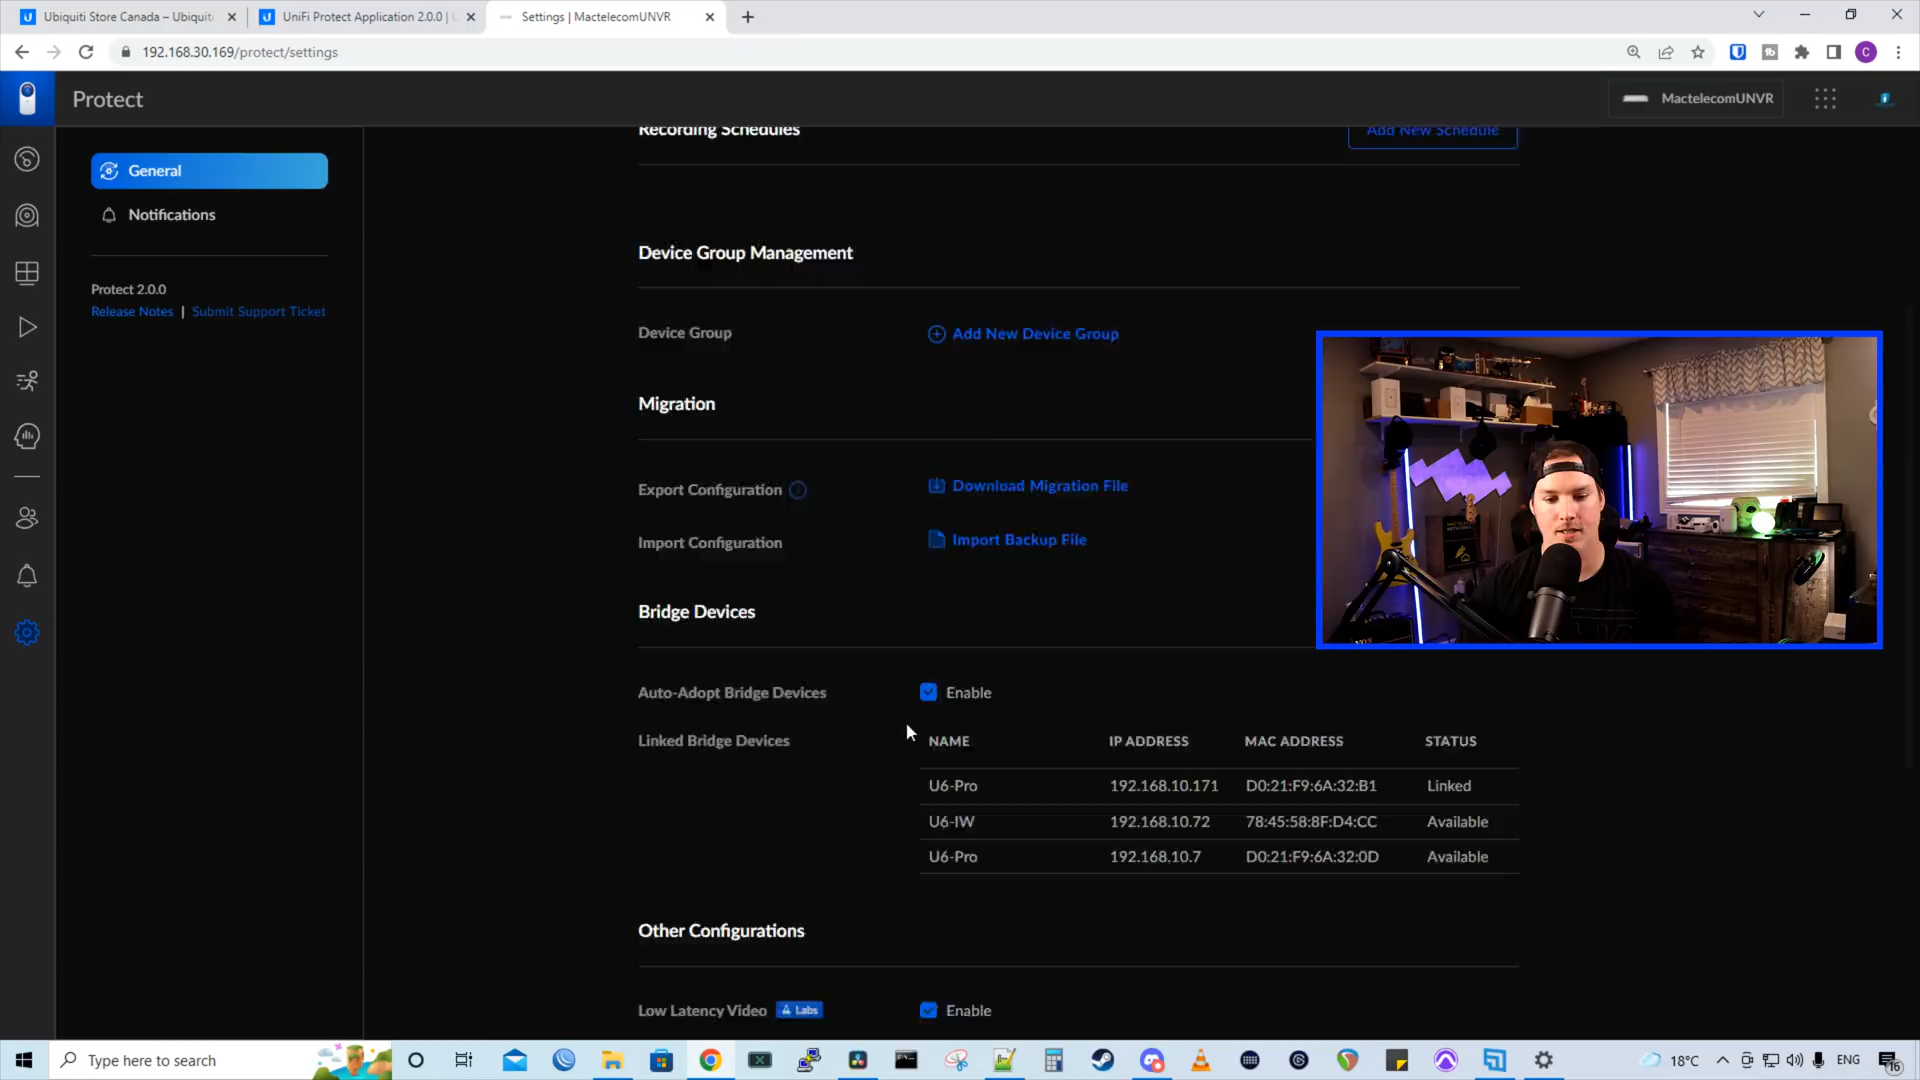 Ubiquiti Store Canada – Ubiquiti
UniFi Protect Application 2.0.0 | U
Settings | MactelecomUNVR
192.168.30.169/protect/settings
Protect
MactelecomUNVR
General
Notifications
Protect 2.0.0
Release Notes | Submit Support Ticket
Recording Schedules
Add New Schedule
Device Group Management
Device Group
Add New Device Group
Migration
Export Configuration
Download Migration File
Import Configuration
Import Backup File
Bridge Devices
Auto-Adopt Bridge Devices
Enable
Linked Bridge Devices
NAME IP ADDRESS MAC ADDRESS STATUS
U6-Pro 192.168.10.171 D0:21:F9:6A:32:B1 Linked
U6-IW 192.168.10.72 78:45:58:8F:D4:CC Available
U6-Pro 192.168.10.7 D0:21:F9:6A:32:0D Available
Other Configurations
Low Latency Video Labs
Enable
Type here to search
18°C
ENG
16